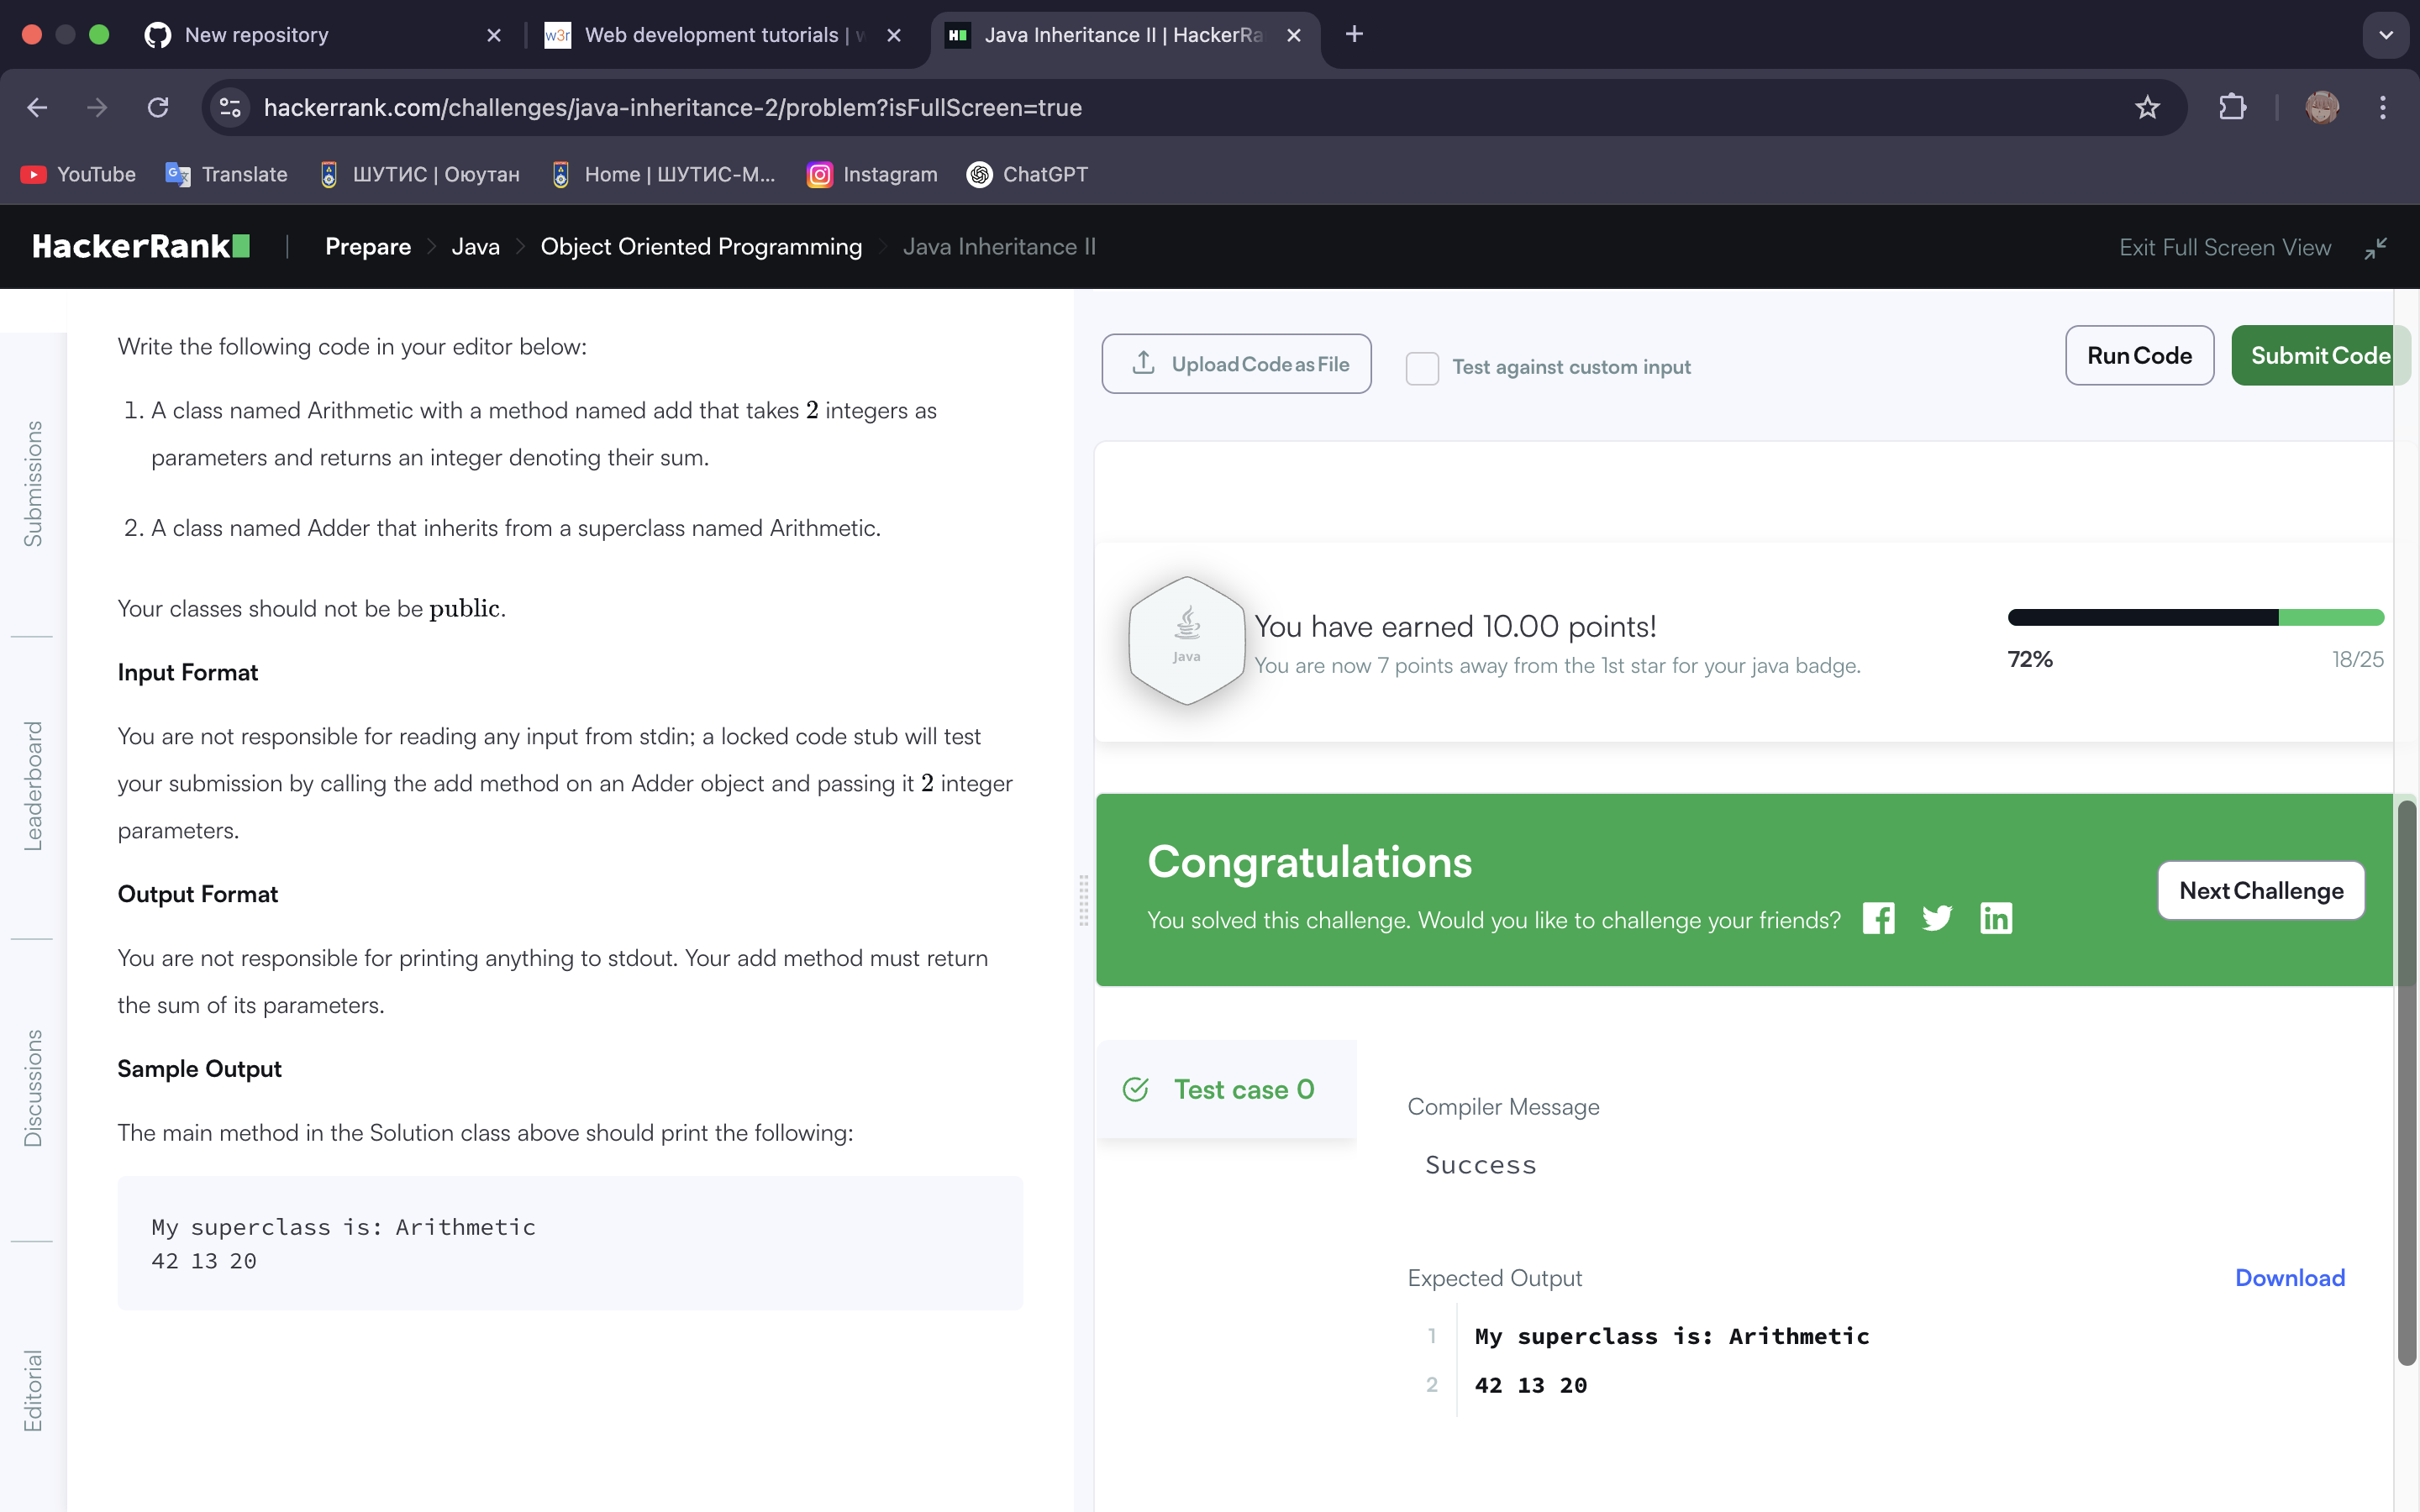 New repository
Web development tutorials | w
Java Inheritance II | HackerRa
hackerrank.com/challenges/java-inheritance-2/problem?isFullScreen=true
YouTube
Translate
ШУТИС | Оюутан
Home | ШУТИС-М...
Instagram
ChatGPT
HackerRank
Prepare
Java
Object Oriented Programming
Java Inheritance II
Exit Full Screen View
Submissions
Leaderboard
Discussions
Editorial
Write the following code in your editor below:
1. A class named Arithmetic with a method named add that takes 2 integers as
parameters and returns an integer denoting their sum.
2. A class named Adder that inherits from a superclass named Arithmetic.
Your classes should not be be public.
Input Format
You are not responsible for reading any input from stdin; a locked code stub will test
your submission by calling the add method on an Adder object and passing it 2 integer
parameters.
Output Format
You are not responsible for printing anything to stdout. Your add method must return
the sum of its parameters.
Sample Output
The main method in the Solution class above should print the following:
My superclass is: Arithmetic
42 13 20
Upload Code as File
Test against custom input
Run Code
Submit Code
Java
You have earned 10.00 points!
You are now 7 points away from the 1st star for your java badge.
72%
18/25
Congratulations
You solved this challenge. Would you like to challenge your friends?
Next Challenge
Test case 0
Compiler Message
Success
Expected Output
Download
1 My superclass is: Arithmetic
2 42 13 20